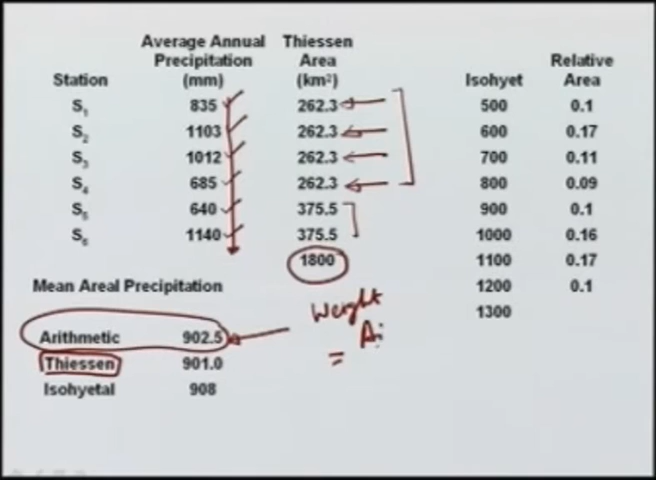 Average Annual Thiessen
Precipitation Area Relative
Station (mm) (km²) Isohyet Area
S₁ 835 262.3 500 0.1
S₂ 1103 262.3 600 0.17
S₃ 1012 262.3 700 0.11
S₄ 685 262.3 800 0.09
S₅ 640 375.5 900 0.1
S₆ 1140 375.5 1000 0.16
1800 1100 0.17
Mean Areal Precipitation 1200 0.1
Weight 1300
Arithmetic 902.5 = Ai
Thiessen 901.0
Isohyetal 908